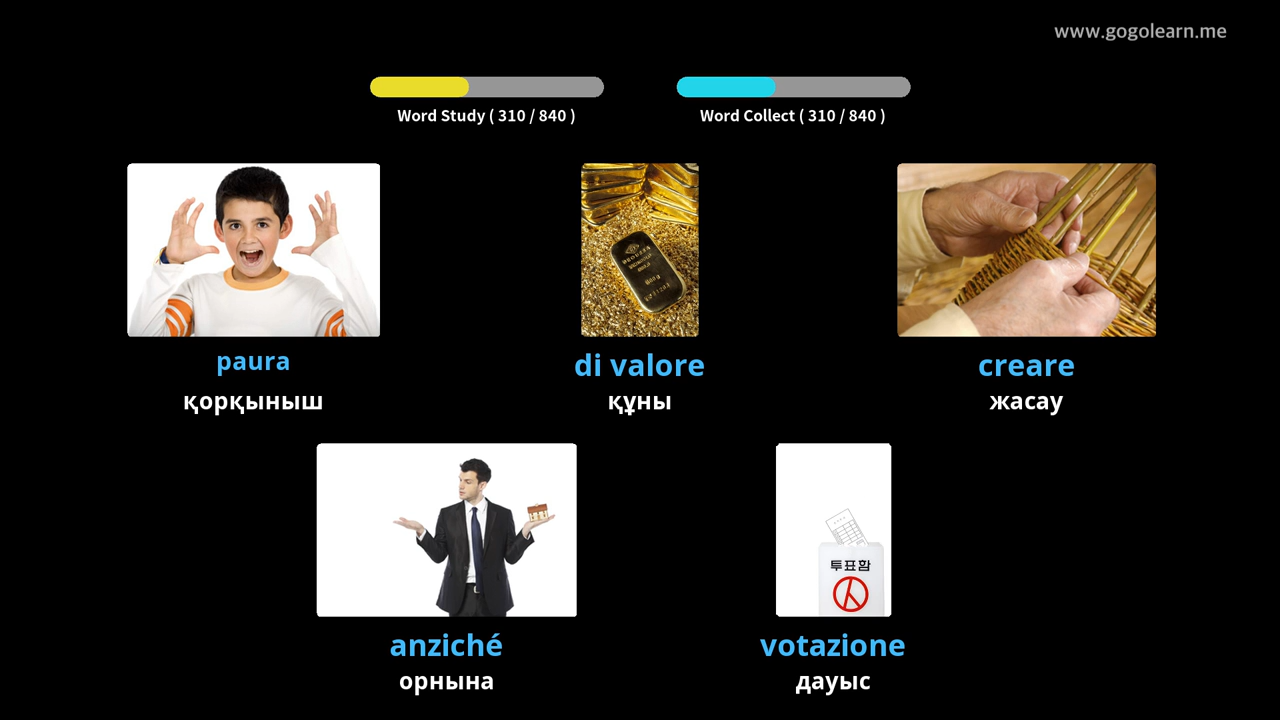 www.gogolearn.me
Word Study ( 310 / 840 )
Word Collect ( 310 / 840 )
paura
қорқыныш
di valore
құны
creare
жасау
투표함
anziché
орнына
votazione
дауыс